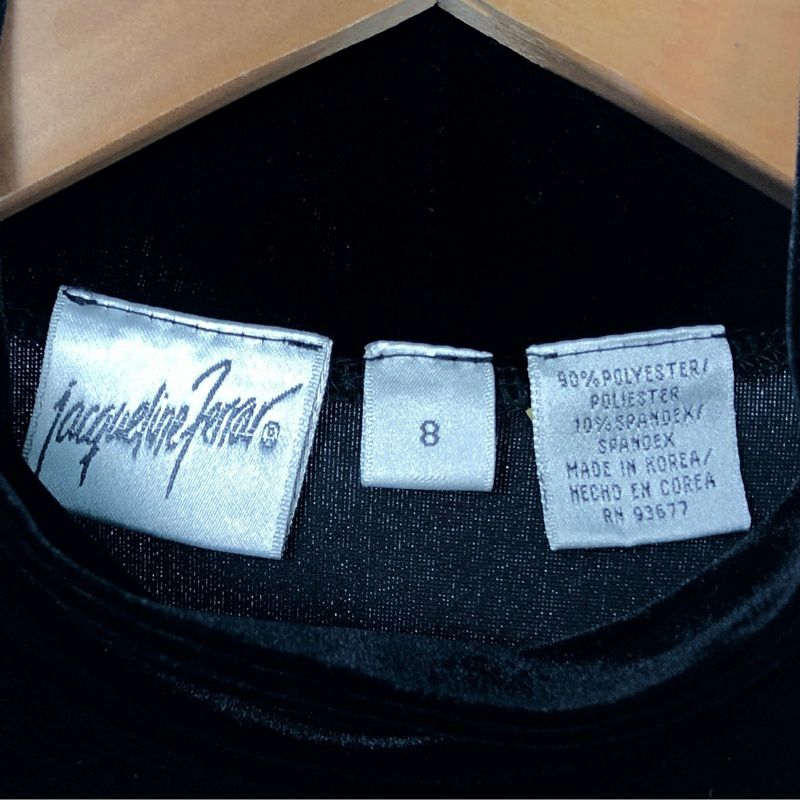 Jacqueline Ferrar®
8
90% POLYESTER/
POLIESTER
10% SPANDEX/
SPANDEX
MADE IN KOREA/
HECHO EN COREA
RN 93677